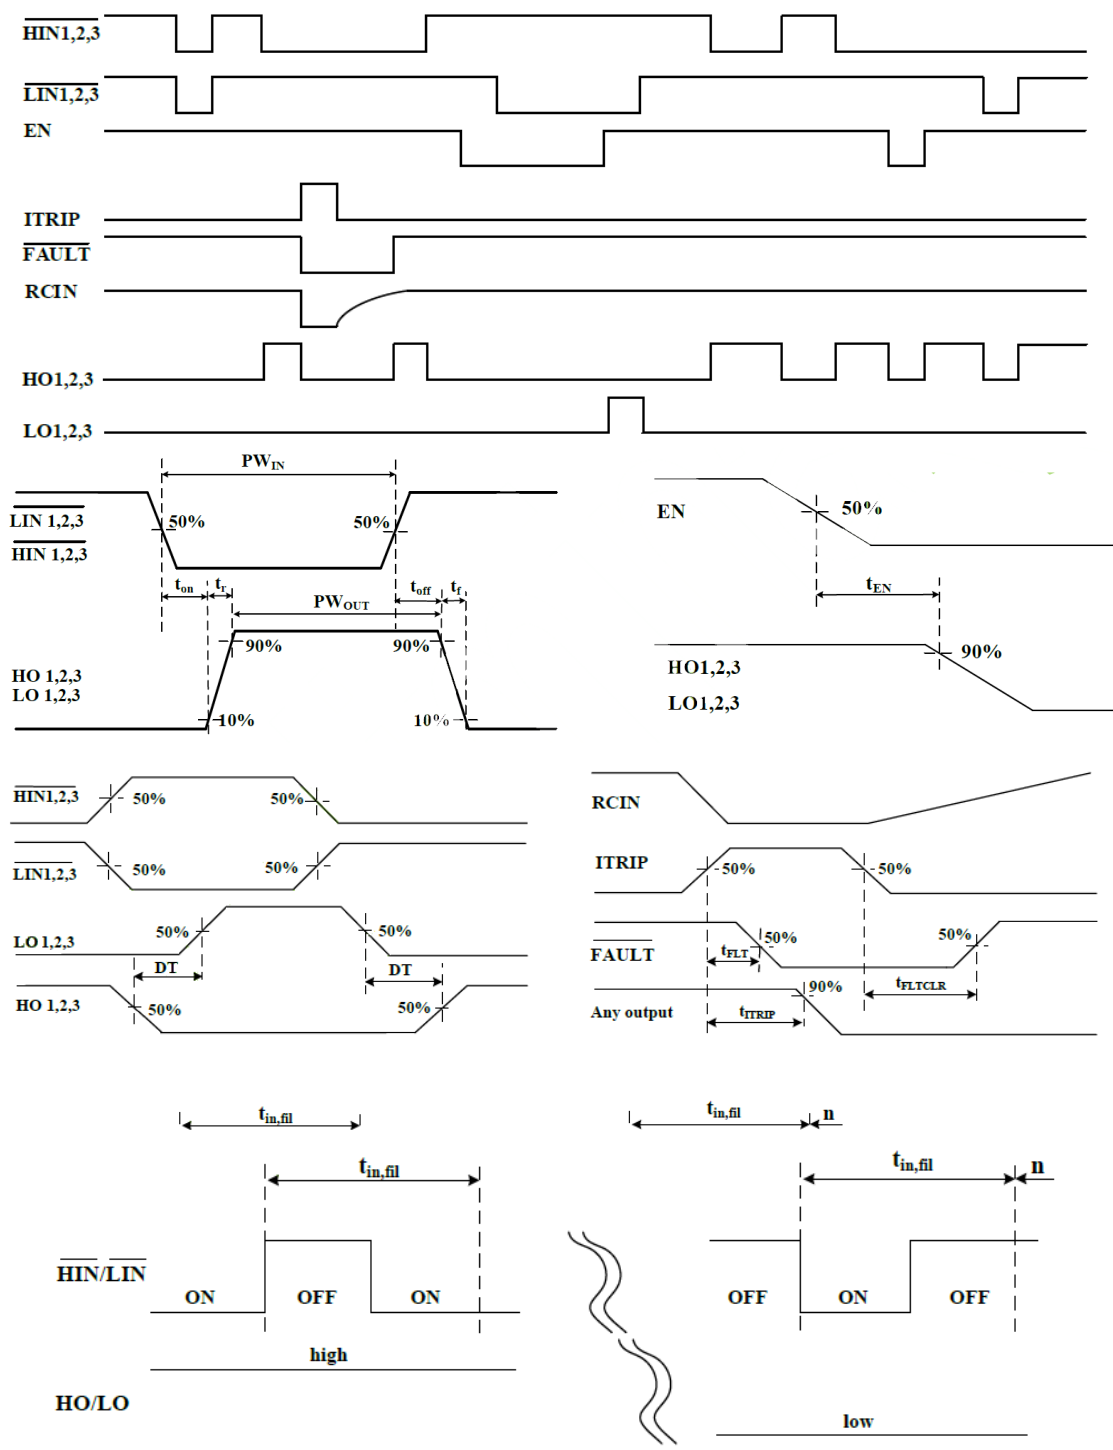 HIN1,2,3
LIN1,2,3
EN
ITRIP
FAULT
RCIN
HO1,2,3
LO1,2,3
PWIN
LIN 1,2,3
HIN 1,2,3
50%
50%
ton
tr
toff
tf
PWOUT
90%
90%
HO 1,2,3
LO 1,2,3
10%
10%
EN
50%
tEN
90%
HO1,2,3
LO1,2,3
HIN1,2,3
50%
50%
LIN1,2,3
50%
50%
LO 1,2,3
50%
50%
DT
DT
HO 1,2,3
50%
50%
RCIN
ITRIP
50%
50%
FAULT
50%
50%
tFLT
tFLTCLR
90%
Any output
tITRIP
tin,fil
tin,fil
HIN/LIN
ON
OFF
ON
high
HO/LO
tin,fil
n
tin,fil
n
OFF
ON
OFF
low